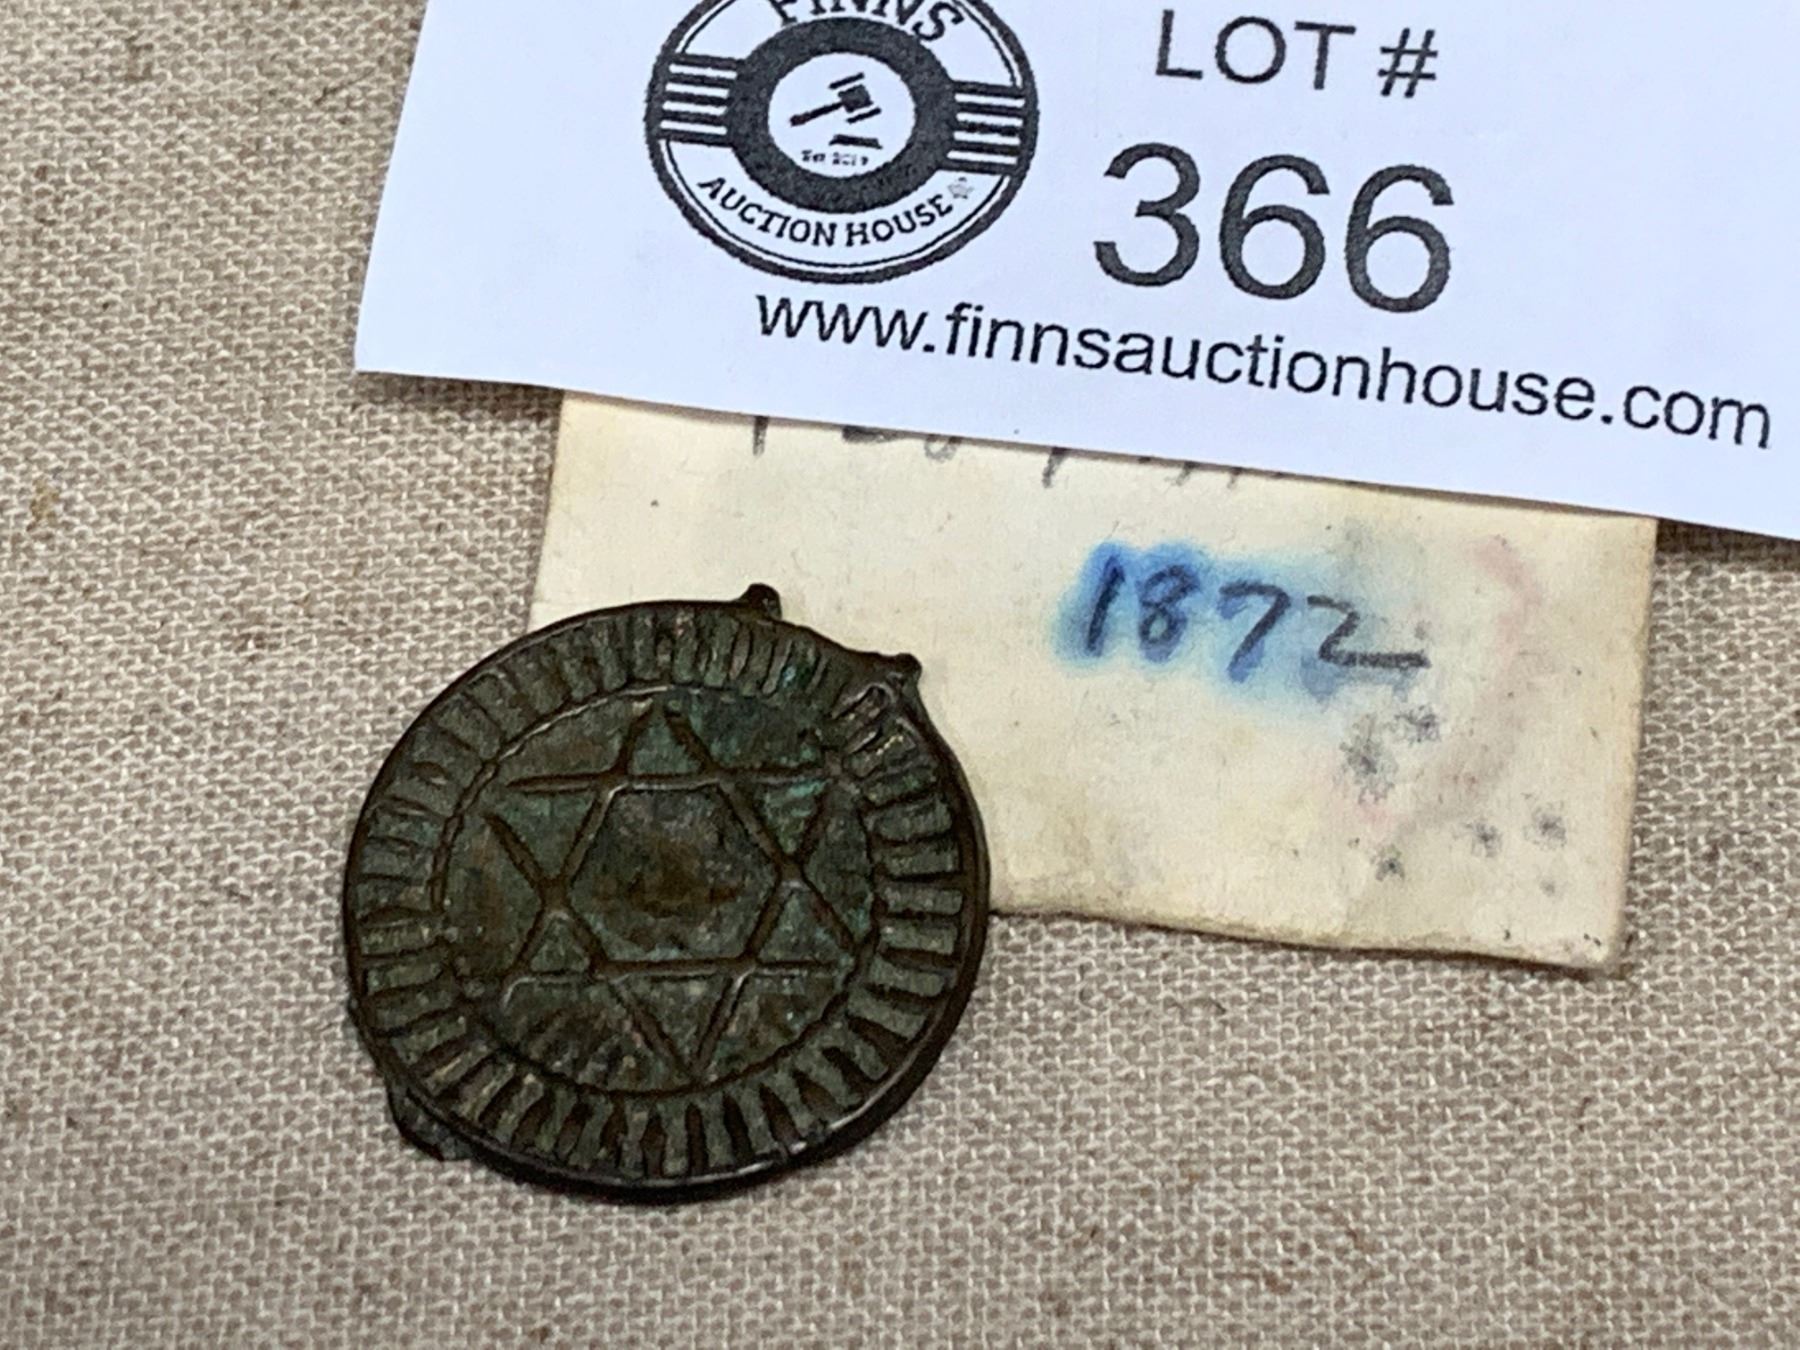 FINNS
EST 2019
AUCTION HOUSE
LOT #
366
www.finnsauctionhouse.com
1872